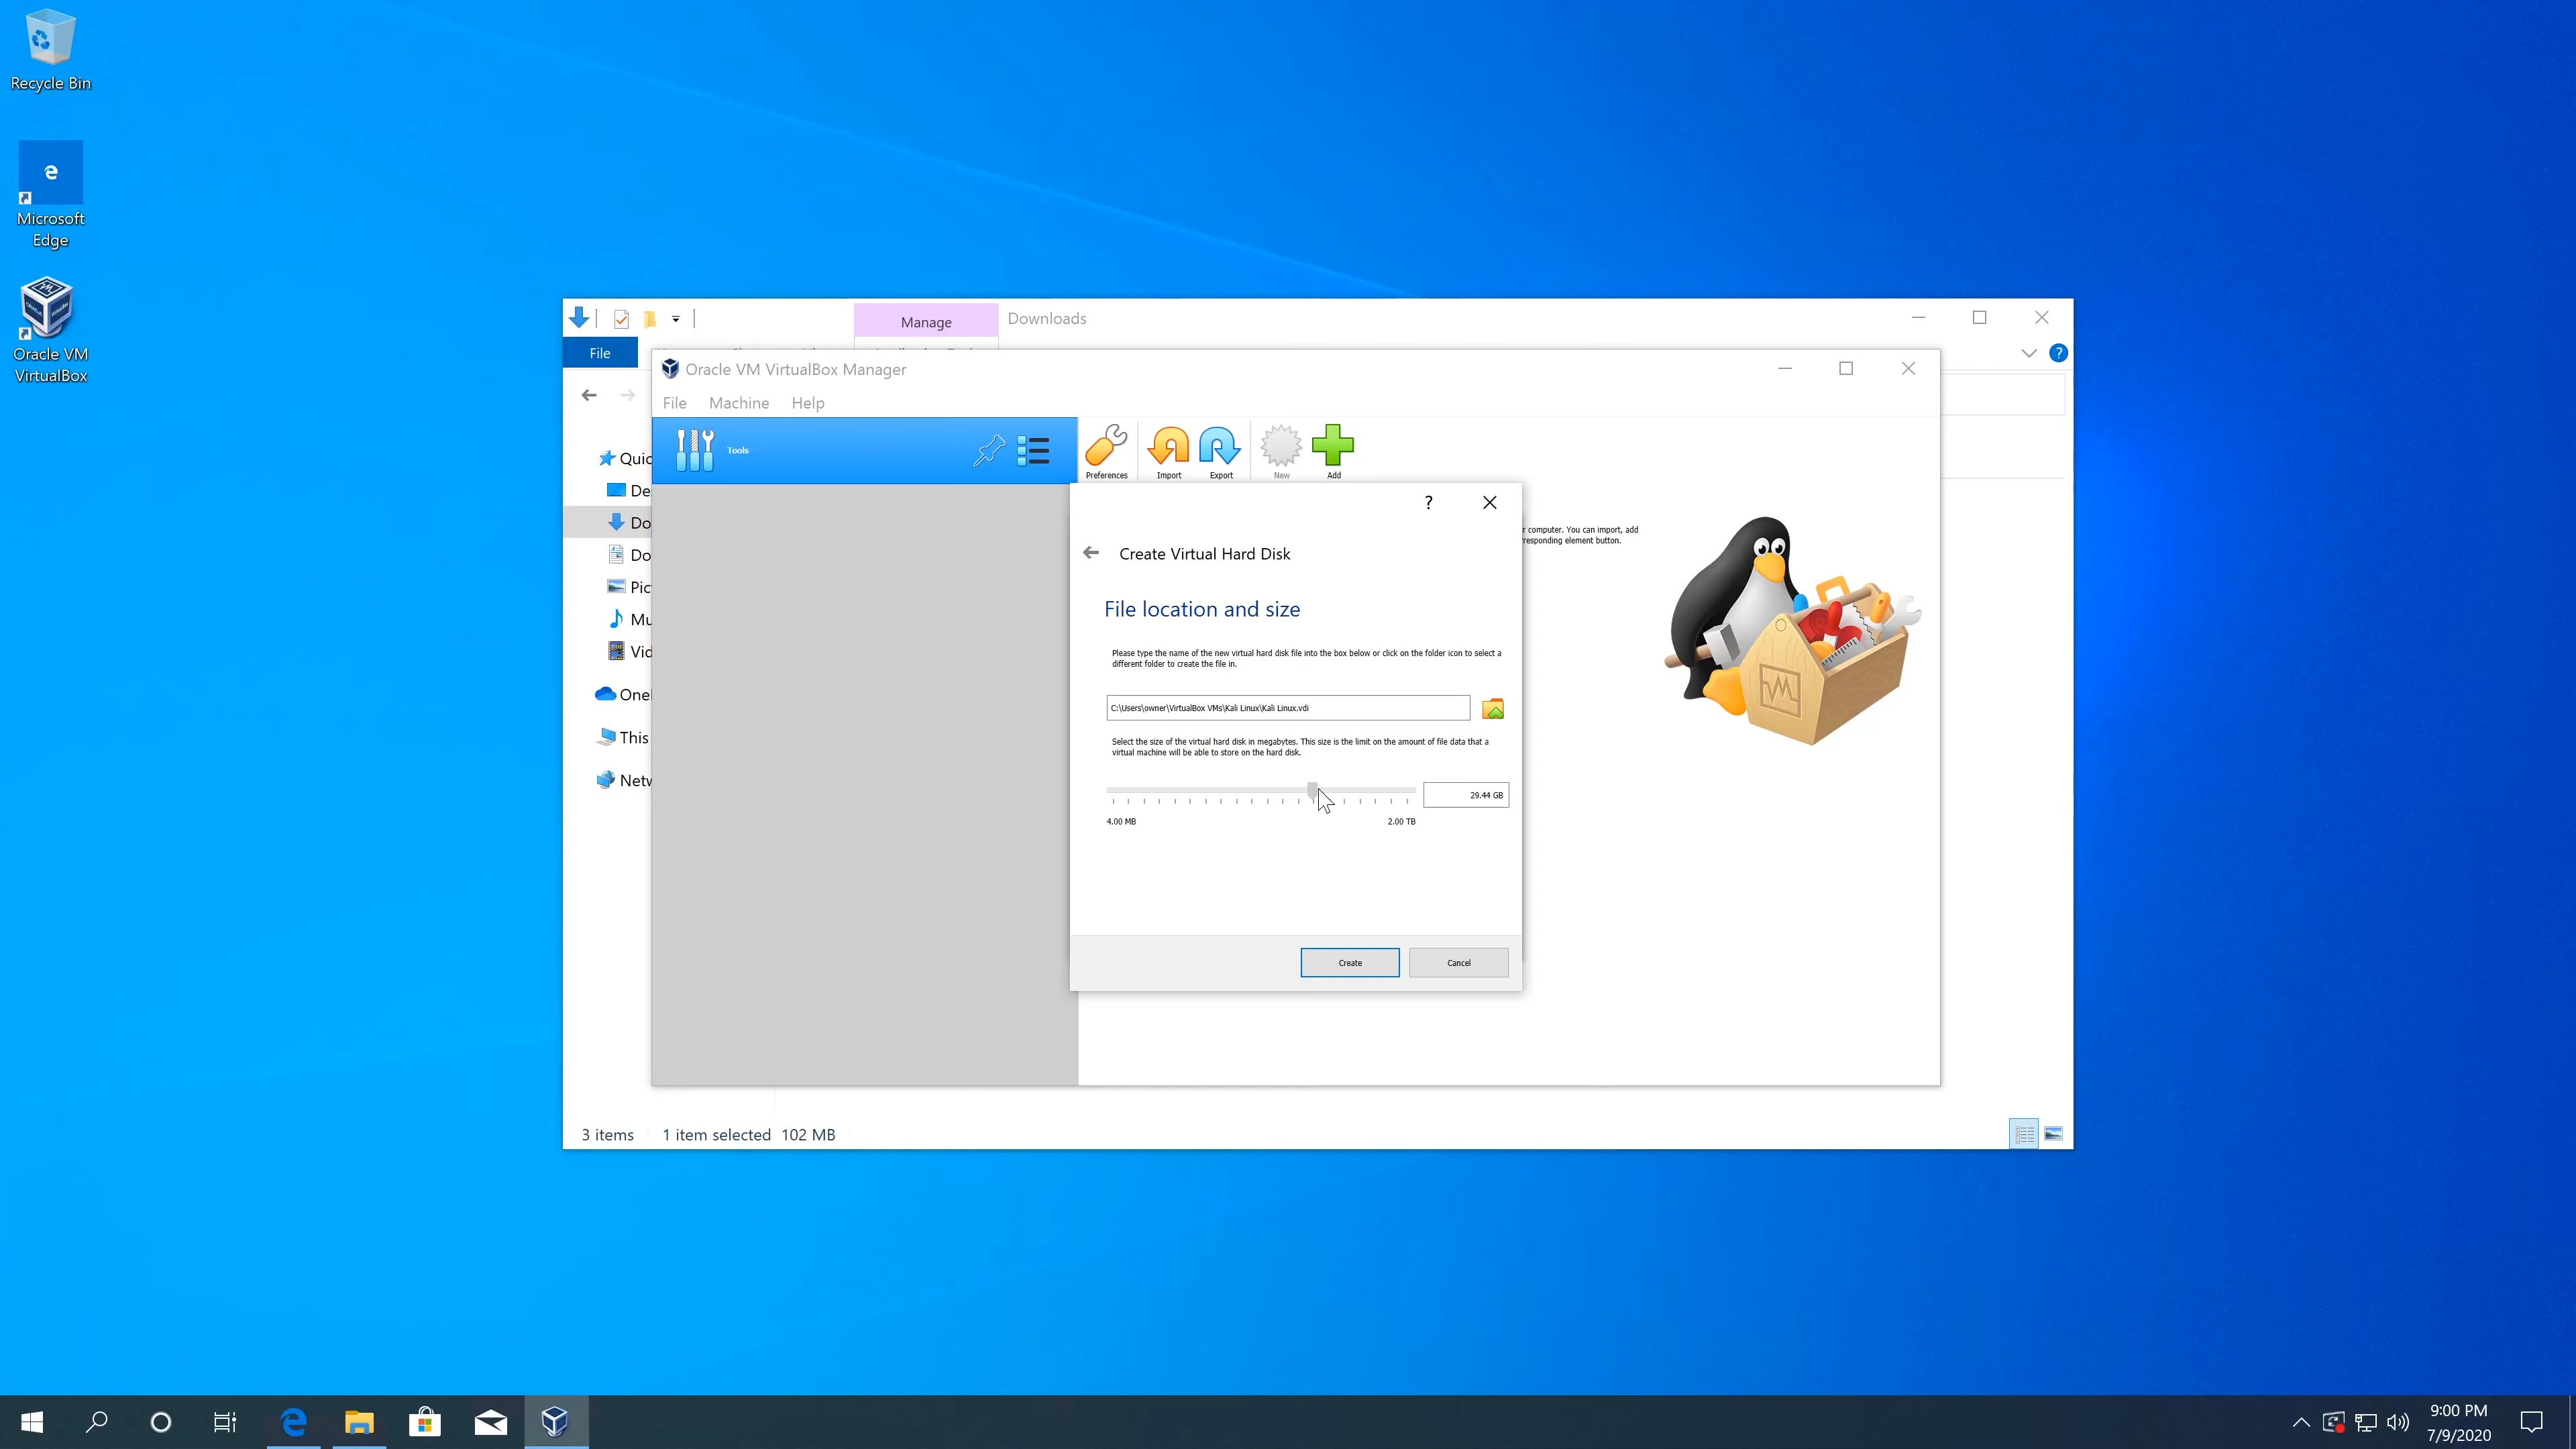 Recycle Bin
Microsoft
Edge
Oracle VM
VirtualBox
Manage
Downloads
File
Oracle VM VirtualBox Manager
File Machine Help
Tools
Preferences Import Export New Add
Quic
De
Do
Do
Pic
Mu
Vid
One
This
Netw
r computer. You can import, add
responding element button.
Create Virtual Hard Disk
File location and size
Please type the name of the new virtual hard disk file into the box below or click on the folder icon to select a
different folder to create the file in.
C:\Users\owner\VirtualBox VMs\Kali Linux\Kali Linux.vdi
Select the size of the virtual hard disk in megabytes. This size is the limit on the amount of file data that a
virtual machine will be able to store on the hard disk.
29.44 GB
4.00 MB 2.00 TB
Create Cancel
3 items 1 item selected 102 MB
9:00 PM
7/9/2020